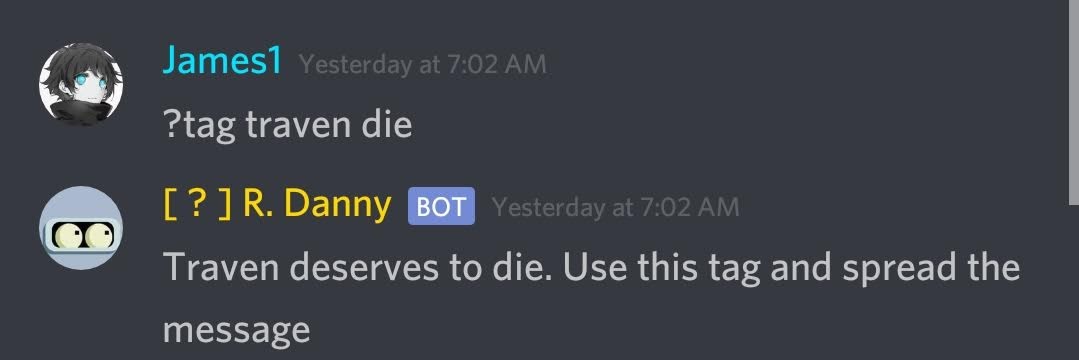 James1 Yesterday at 7:02 AM
?tag traven die
[ ? ] R. Danny BOT Yesterday at 7:02 AM
Traven deserves to die. Use this tag and spread the
message